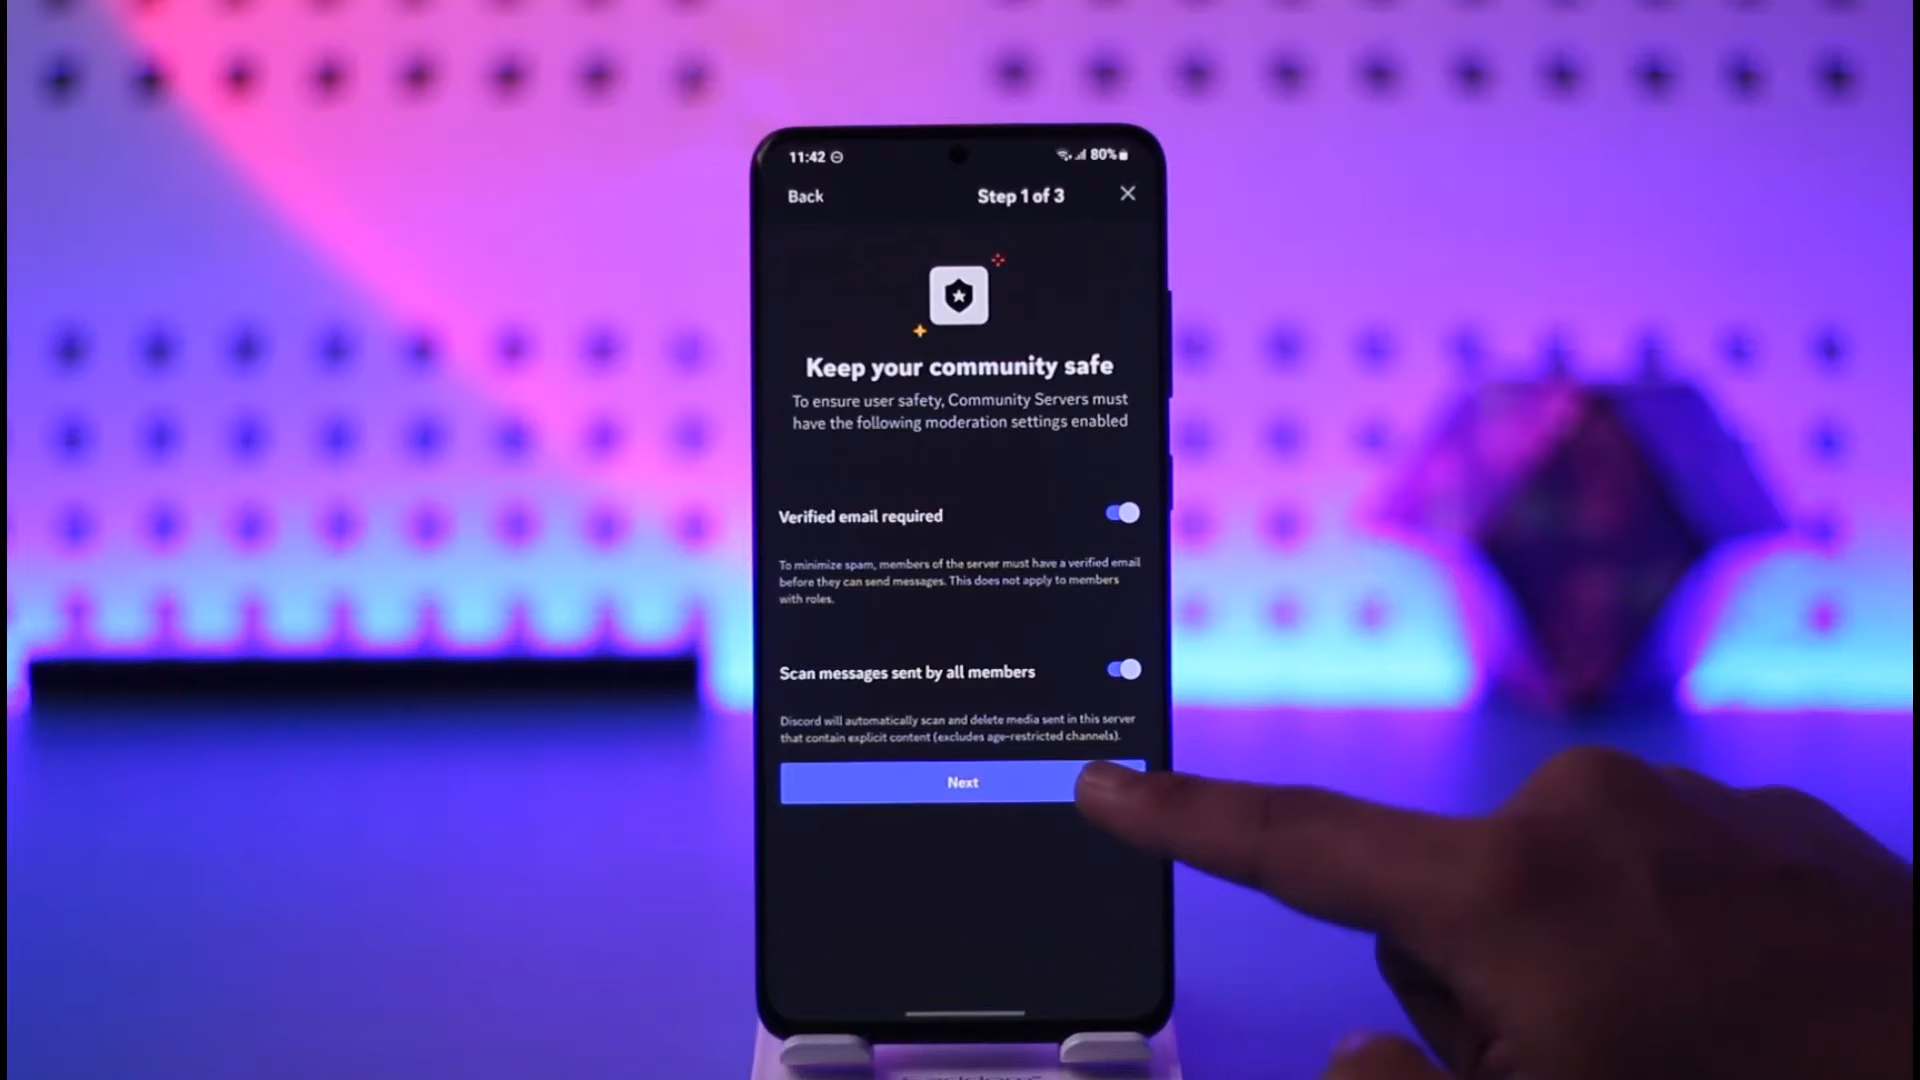 11:42
80%
Back
Step 1 of 3
Keep your community safe
To ensure user safety, Community Servers must
have the following moderation settings enabled
Verified email required
To minimize spam, members of the server must have a verified email
before they can send messages. This does not apply to members
with roles.
Scan messages sent by all members
Discord will automatically scan and delete media sent in this server
that contain explicit content (excludes age-restricted channels).
Next